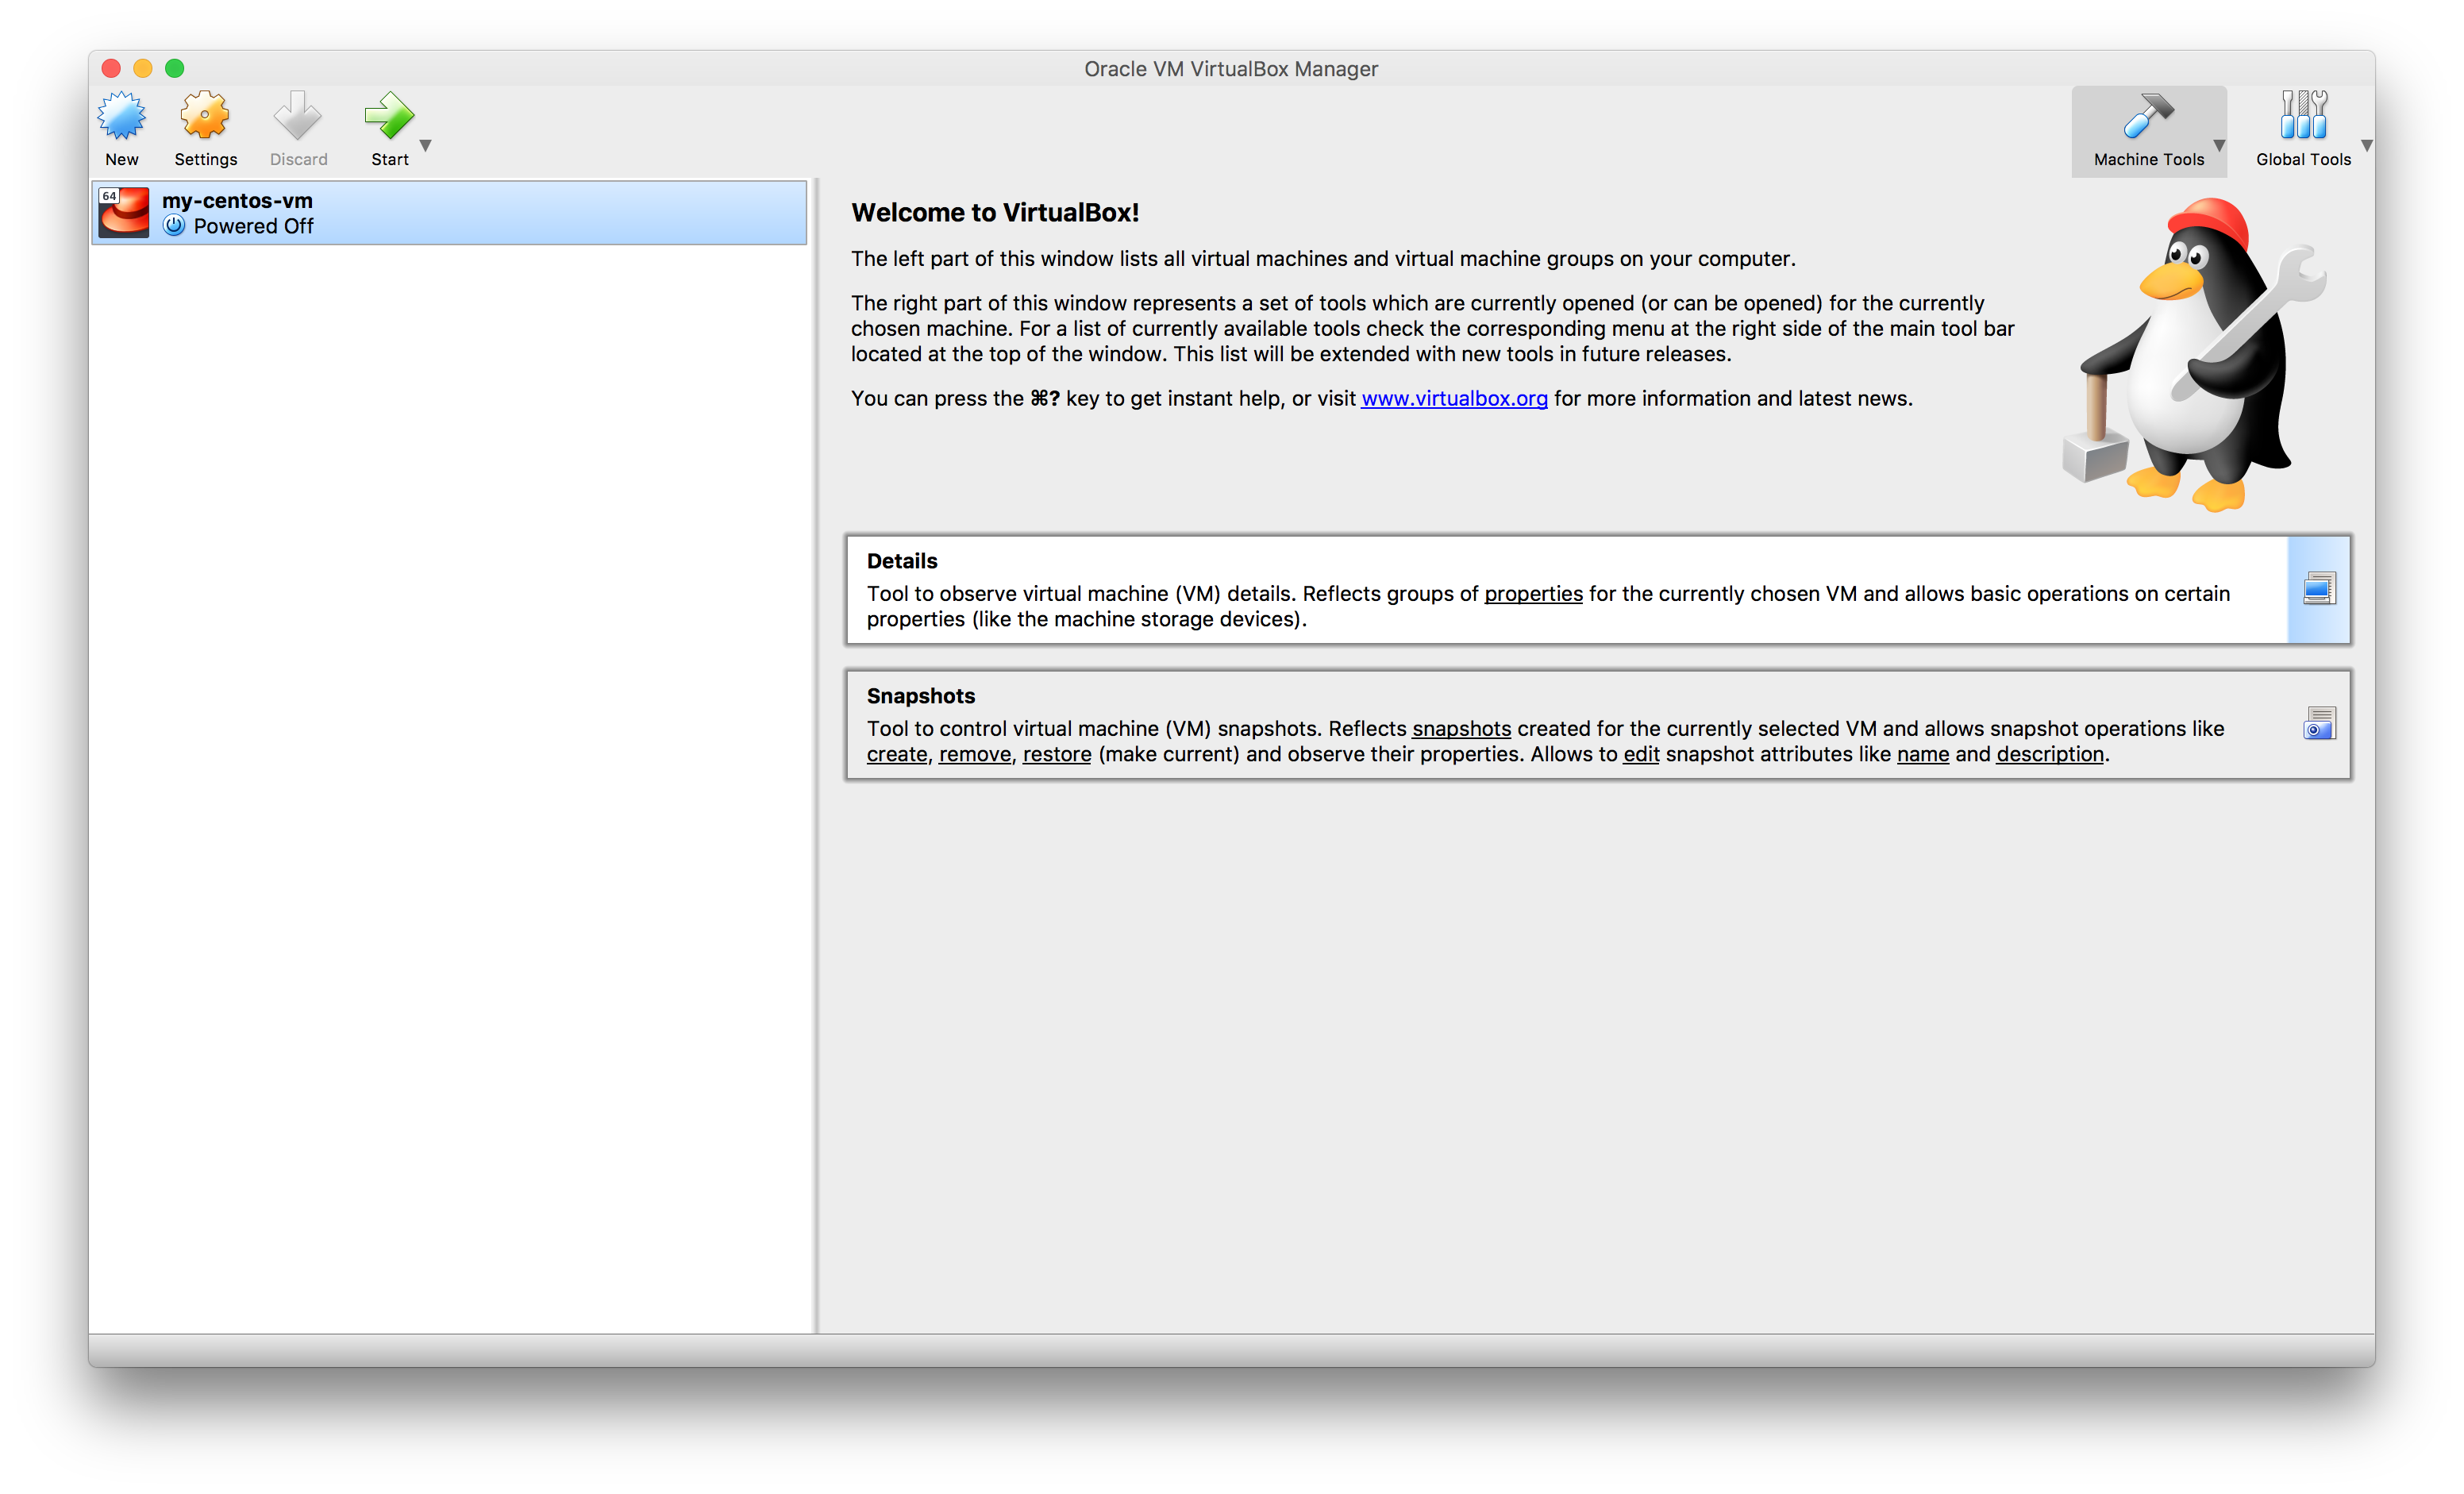 Oracle VM VirtualBox Manager
New
Settings
Discard
Start
Machine Tools
Global Tools
64
my-centos-vm
Powered Off
Welcome to VirtualBox!
The left part of this window lists all virtual machines and virtual machine groups on your computer.
The right part of this window represents a set of tools which are currently opened (or can be opened) for the currently
chosen machine. For a list of currently available tools check the corresponding menu at the right side of the main tool bar
located at the top of the window. This list will be extended with new tools in future releases.
You can press the ⌘? key to get instant help, or visit www.virtualbox.org for more information and latest news.
Details
Tool to observe virtual machine (VM) details. Reflects groups of properties for the currently chosen VM and allows basic operations on certain
properties (like the machine storage devices).
Snapshots
Tool to control virtual machine (VM) snapshots. Reflects snapshots created for the currently selected VM and allows snapshot operations like
create, remove, restore (make current) and observe their properties. Allows to edit snapshot attributes like name and description.